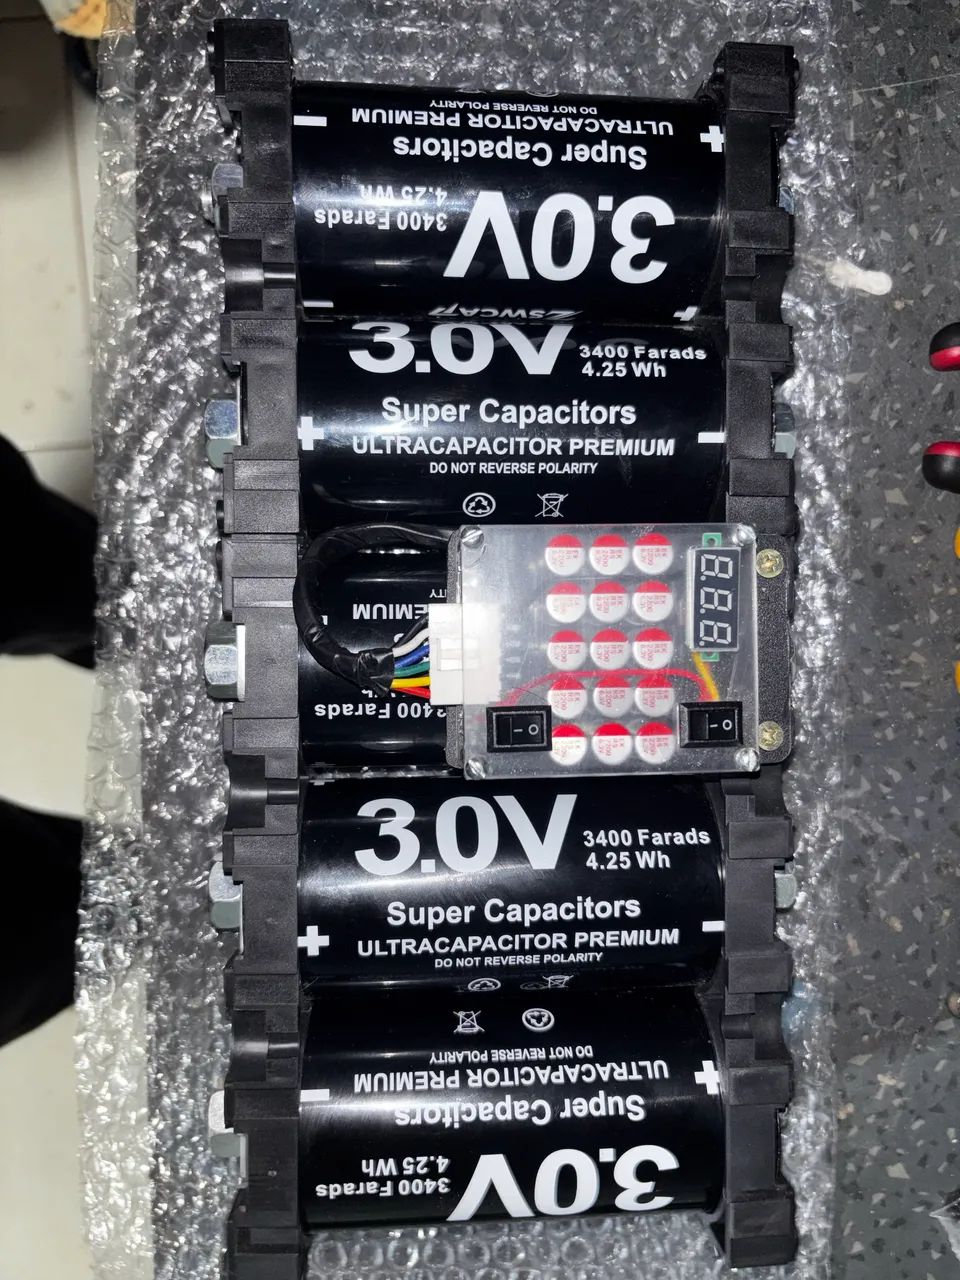 DO NOT REVERSE POLARITY
ULTRACAPACITOR PREMIUM
Super Capacitors
3400 Farads
4.25 Wh
3.0V
3.0V
3400 Farads
4.25 Wh
Super Capacitors
ULTRACAPACITOR PREMIUM
DO NOT REVERSE POLARITY
8.8.8.
3.0V
3400 Farads
4.25 Wh
Super Capacitors
ULTRACAPACITOR PREMIUM
DO NOT REVERSE POLARITY
DO NOT REVERSE POLARITY
ULTRACAPACITOR PREMIUM
Super Capacitors
3400 Farads
4.25 Wh
3.0V